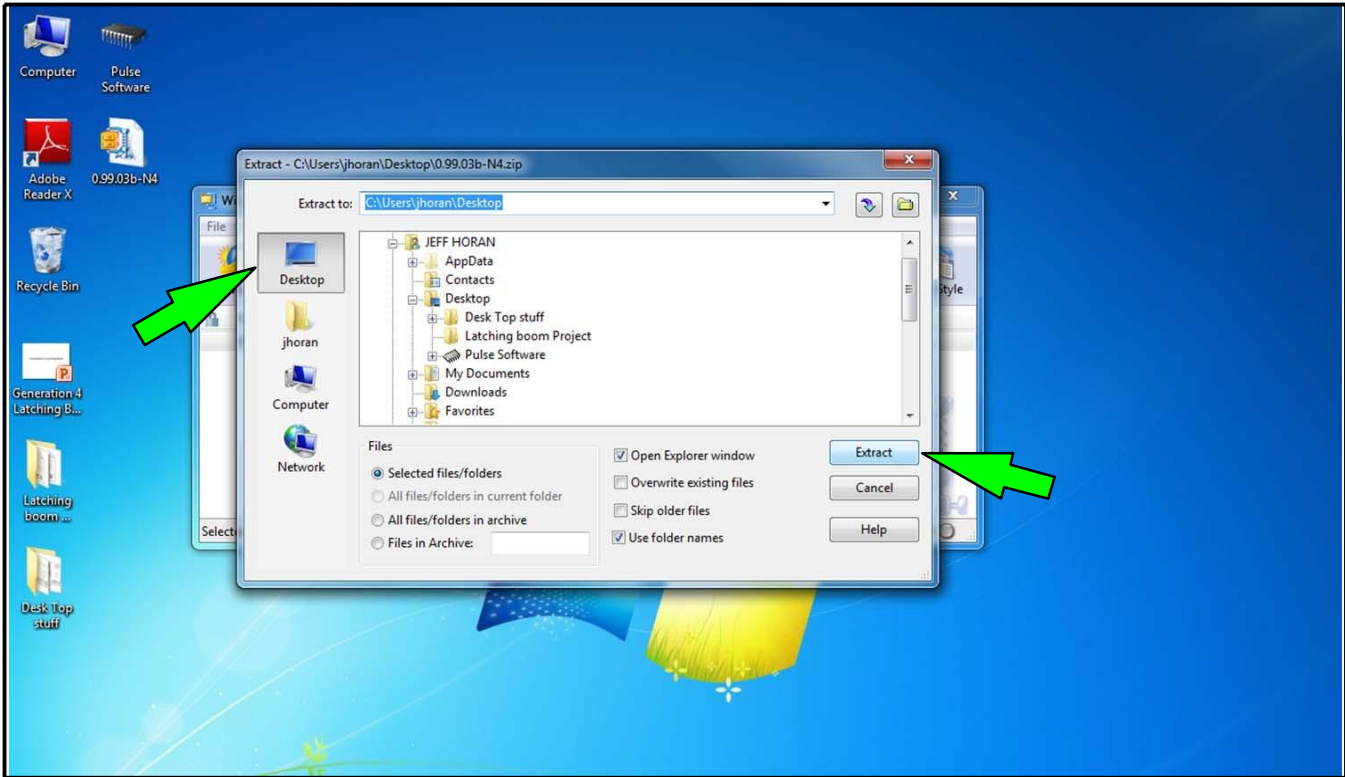 Computer
Pulse
Software
Adobe
Reader X
0.99.03b-N4
Recycle Bin
Generation 4
Latching B...
Latching
boom ...
Desk Top
stuff
Wi
File
Style
Selecte
Extract - C:\Users\jhoran\Desktop\0.99.03b-N4.zip
Extract to:
C:\Users\jhoran\Desktop
Desktop
jhoran
Computer
Network
JEFF HORAN
AppData
Contacts
Desktop
Desk Top stuff
Latching boom Project
Pulse Software
My Documents
Downloads
Favorites
Files
Selected files/folders
All files/folders in current folder
All files/folders in archive
Files in Archive:
Open Explorer window
Overwrite existing files
Skip older files
Use folder names
Extract
Cancel
Help